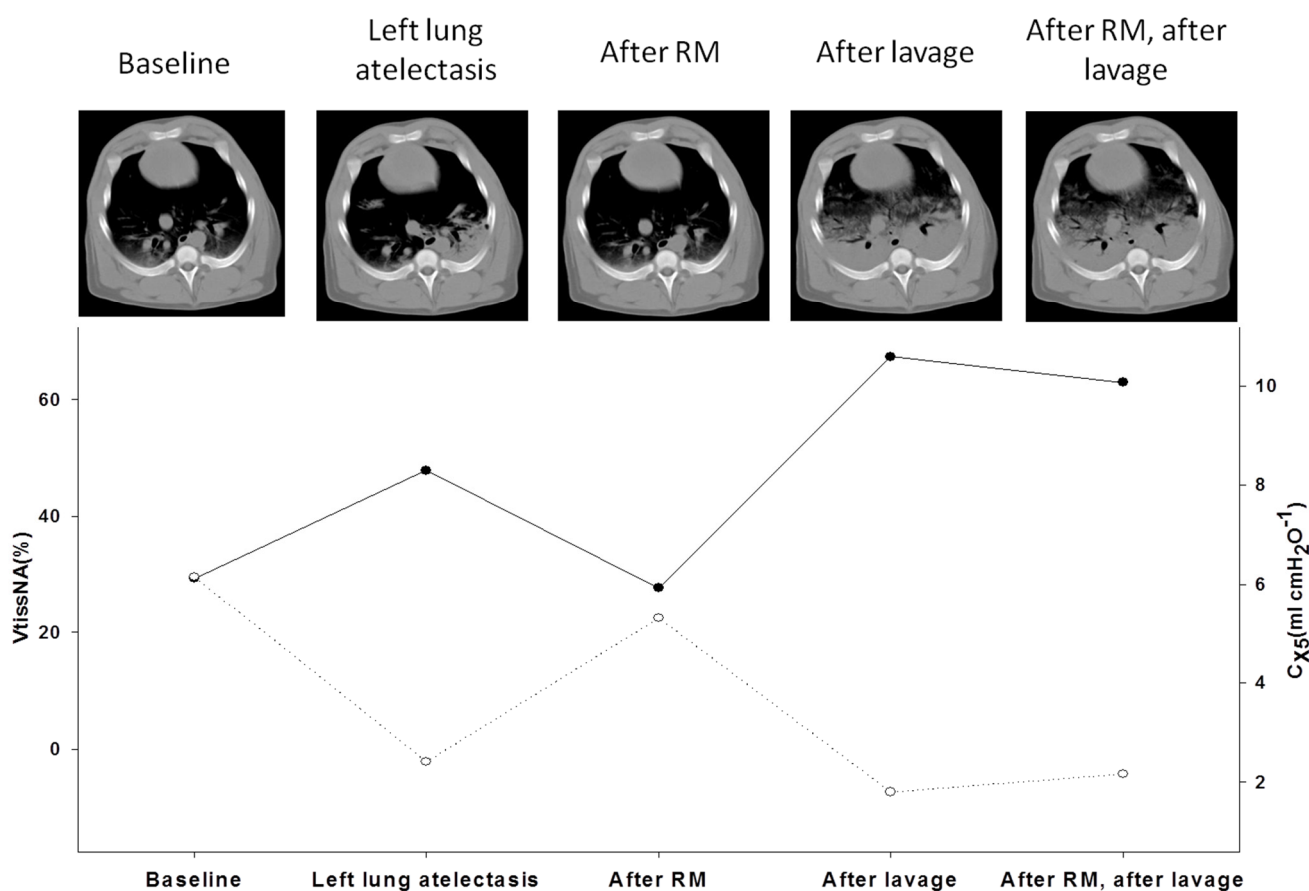 Baseline
Left lung
atelectasis
After RM
After lavage
After RM, after
lavage
60
40
20
0
VtissNA(%)
10
8
6
4
2
CX5(ml cmH2O-1)
Baseline
Left lung atelectasis
After RM
After lavage
After RM, after lavage